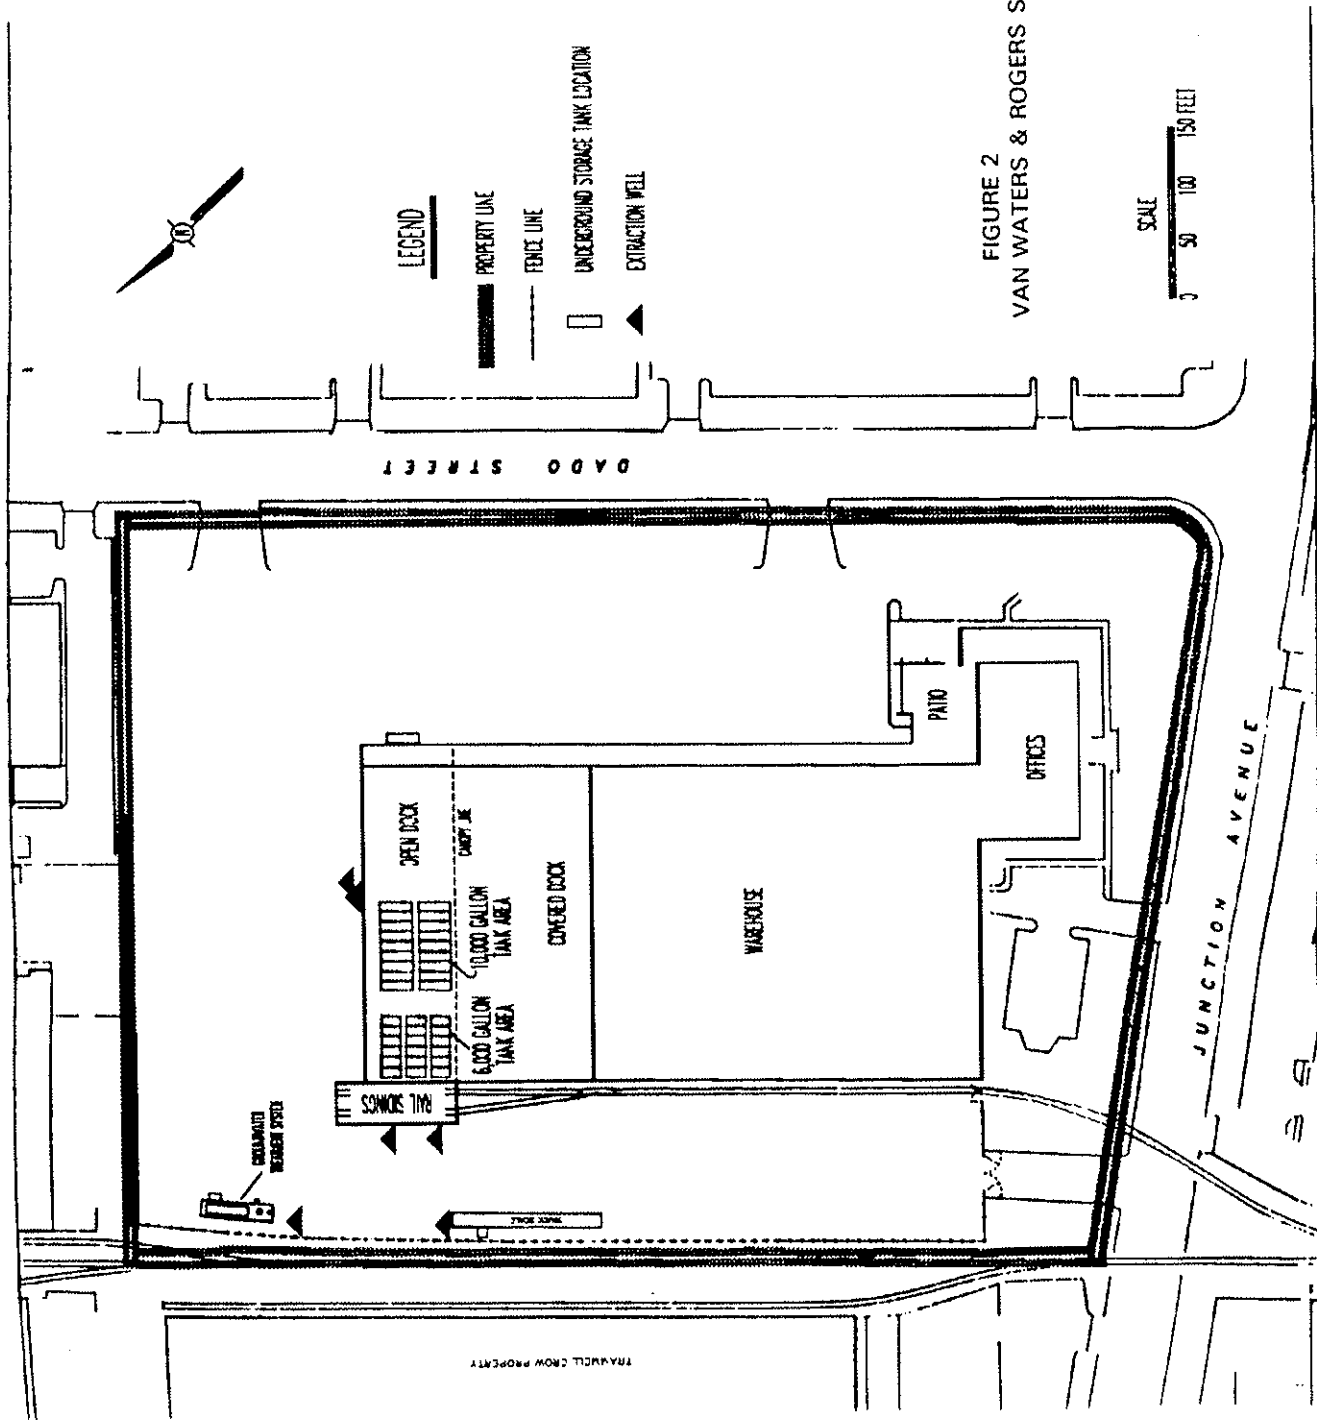 FIGURE 2
VAN WATERS & ROGERS S
LEGEND
PROPERTY LINE
FENCE LINE
UNDERGROUND STORAGE TANK LOCATION
EXTRACTION WELL
SCALE
0 50 100 150 FEET
N
DADO STREET
OPEN DOCK
CANOPY LINE
10,000 GALLON
TANK AREA
6,000 GALLON
TANK AREA
COVERED DOCK
WAREHOUSE
PATIO
OFFICES
RAIL SIDINGS
GROUNDWATER
TREATMENT SYSTEM
TRUCK SCALE
JUNCTION AVENUE
TRAMMELL CROW PROPERTY